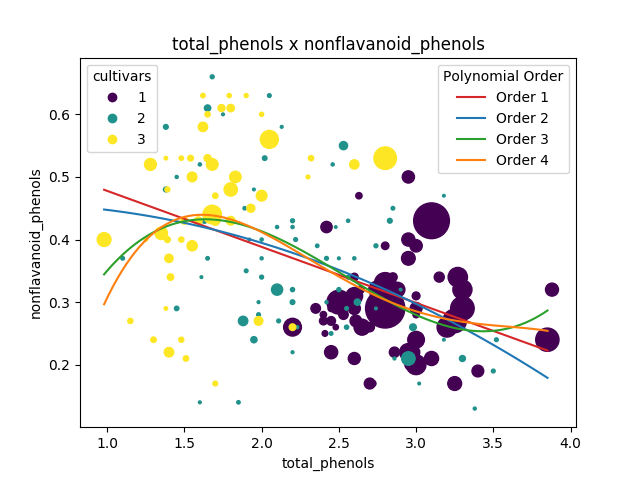 total_phenols x nonflavanoid_phenols
cultivars
1
2
3
Polynomial Order
Order 1
Order 2
Order 3
Order 4
nonflavanoid_phenols
0.6
0.5
0.4
0.3
0.2
1.0 1.5 2.0 2.5 3.0 3.5 4.0
total_phenols